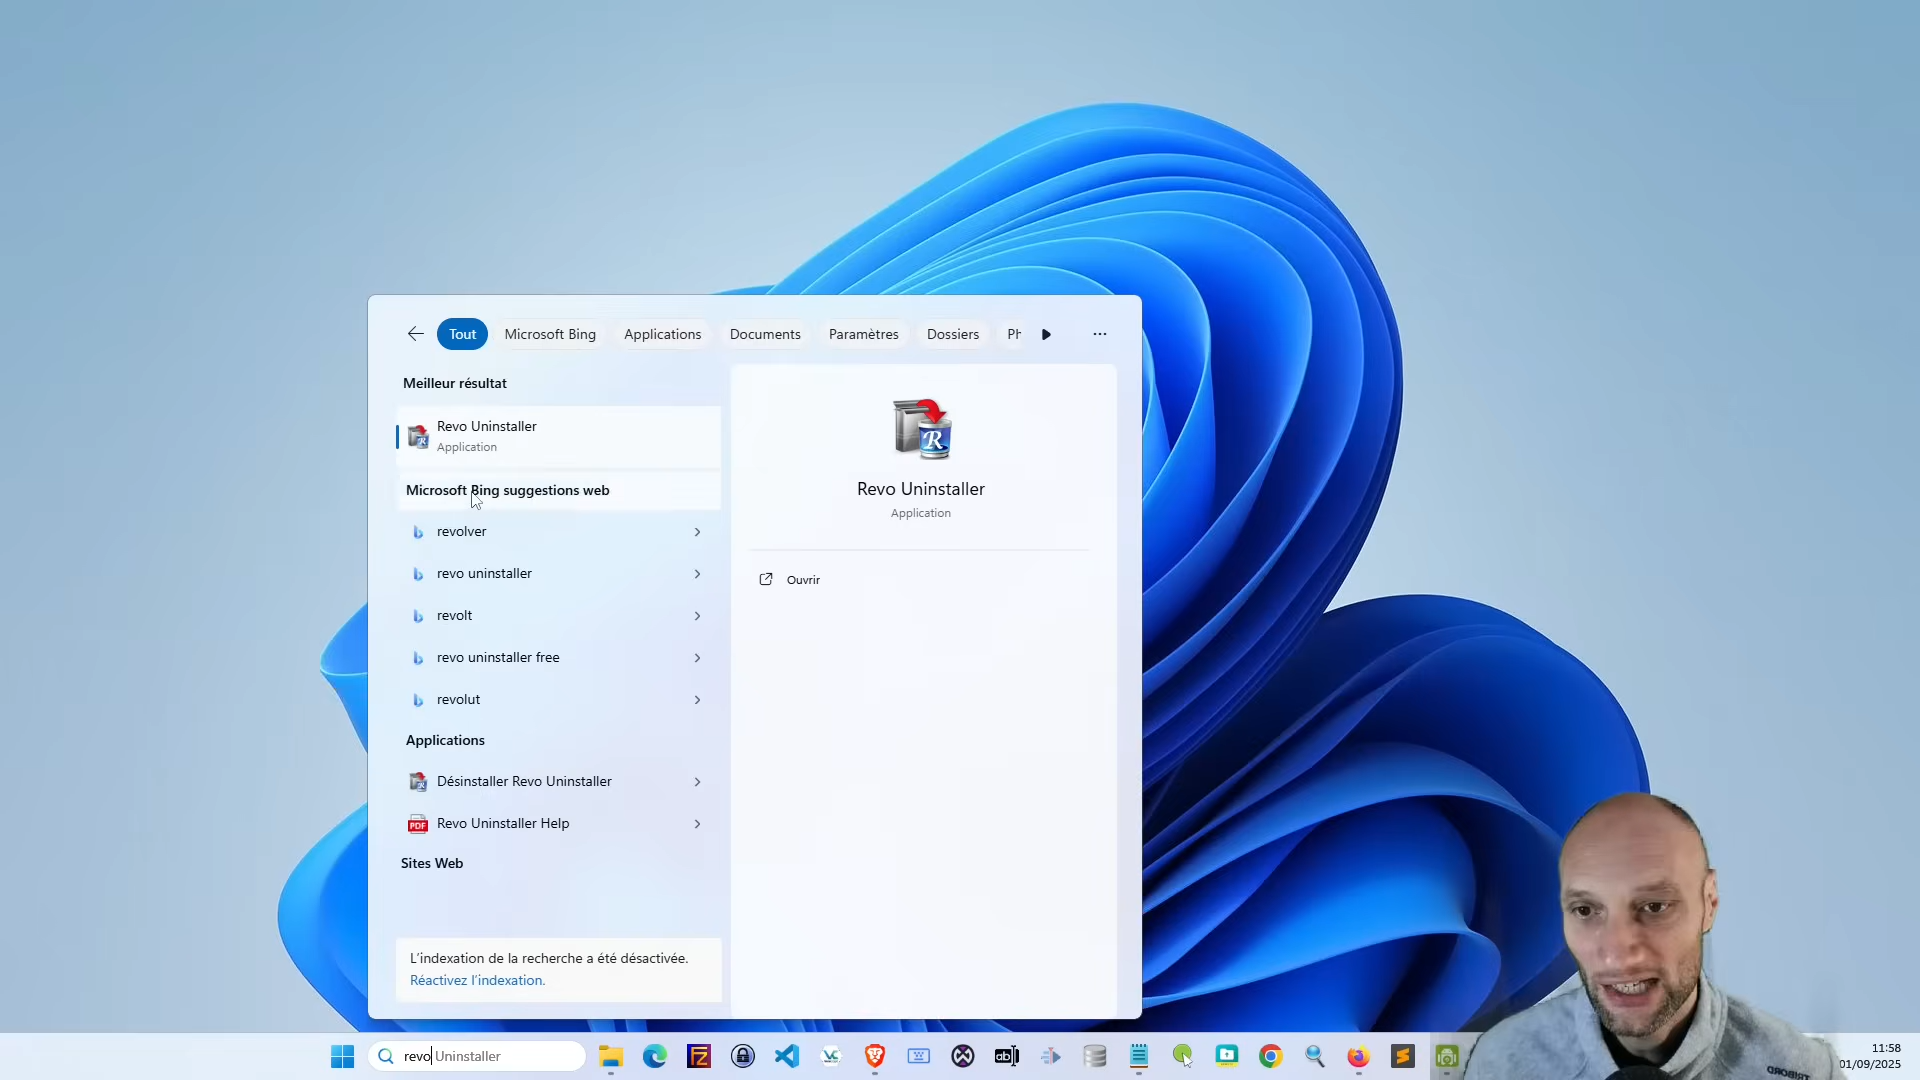 Tout
Microsoft Bing
Applications
Documents
Paramètres
Dossiers
Ph
Meilleur résultat
Revo Uninstaller
Application
Microsoft Bing suggestions web
revolver
revo uninstaller
revolt
revo uninstaller free
revolut
Applications
Désinstaller Revo Uninstaller
Revo Uninstaller Help
Sites Web
L'indexation de la recherche a été désactivée.
Réactivez l'indexation.
Revo Uninstaller
Application
Ouvrir
revo Uninstaller
11:58
01/09/2025